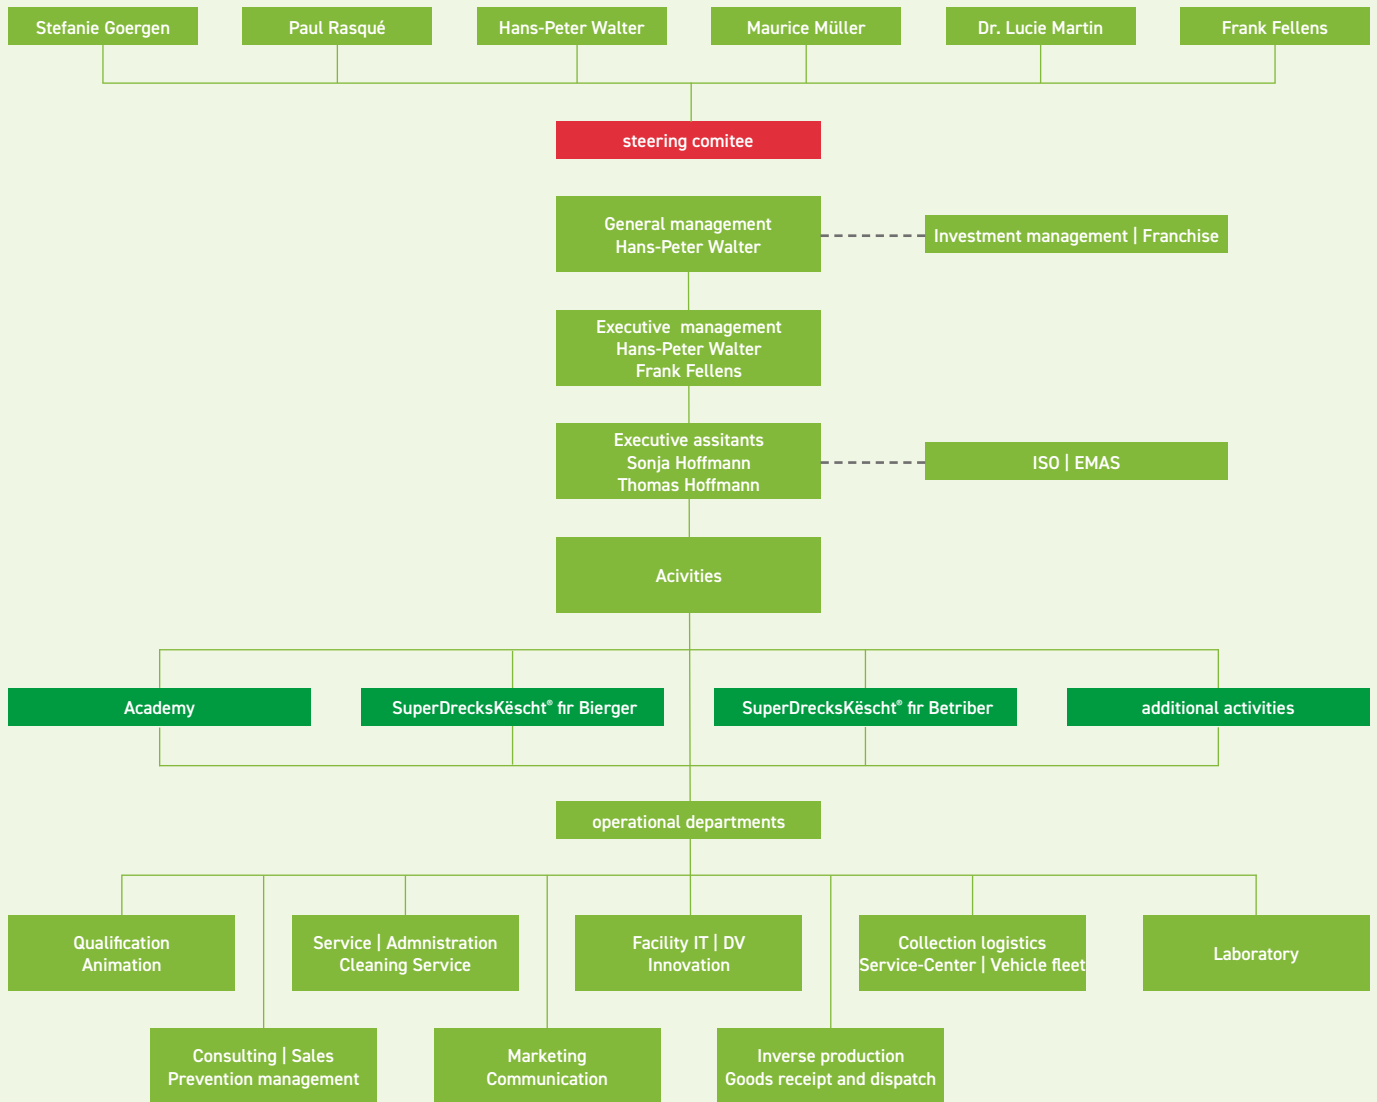 Stefanie Goergen
Paul Rasqué
Hans-Peter Walter
Maurice Müller
Dr. Lucie Martin
Frank Fellens
steering comitee
General management
Hans-Peter Walter
Investment management | Franchise
Executive management
Hans-Peter Walter
Frank Fellens
Executive assitants
Sonja Hoffmann
Thomas Hoffmann
ISO | EMAS
Acivities
Academy
SuperDrecksKëscht® fir Bierger
SuperDrecksKëscht® fir Betriber
additional activities
operational departments
Qualification
Animation
Service | Admnistration
Cleaning Service
Facility IT | DV
Innovation
Collection logistics
Service-Center | Vehicle fleet
Laboratory
Consulting | Sales
Prevention management
Marketing
Communication
Inverse production
Goods receipt and dispatch